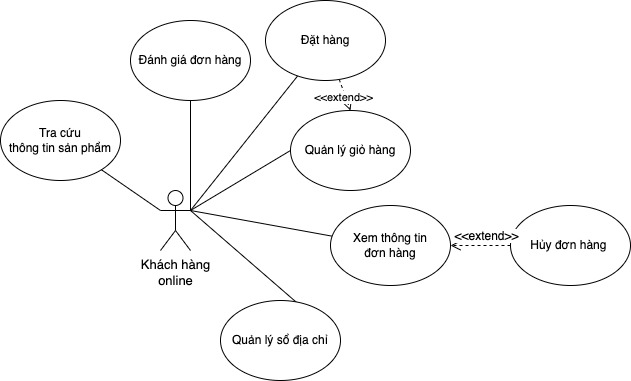 Đặt hàng
Đánh giá đơn hàng
<<extend>>
Tra cứu
thông tin sản phẩm
Quản lý giỏ hàng
Xem thông tin
đơn hàng
<<extend>>
Hủy đơn hàng
Khách hàng
online
Quản lý sổ địa chỉ